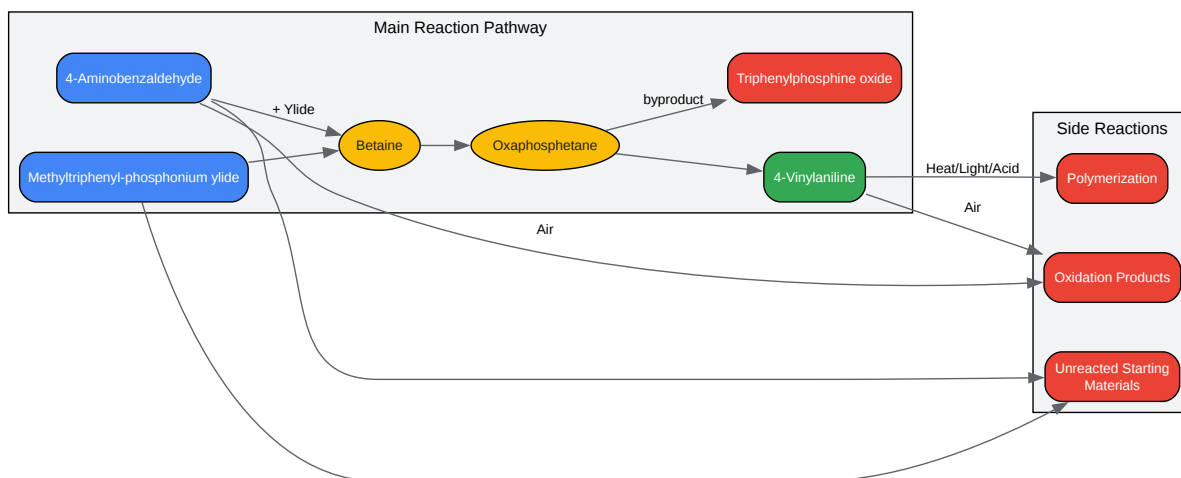 Main Reaction Pathway
4-Aminobenzaldehyde
+ Ylide
Methyltriphenyl-phosphonium ylide
Betaine
Oxaphosphetane
byproduct
Triphenylphosphine oxide
4-Vinylaniline
Heat/Light/Acid
Air
Air
Side Reactions
Polymerization
Oxidation Products
Unreacted Starting
Materials